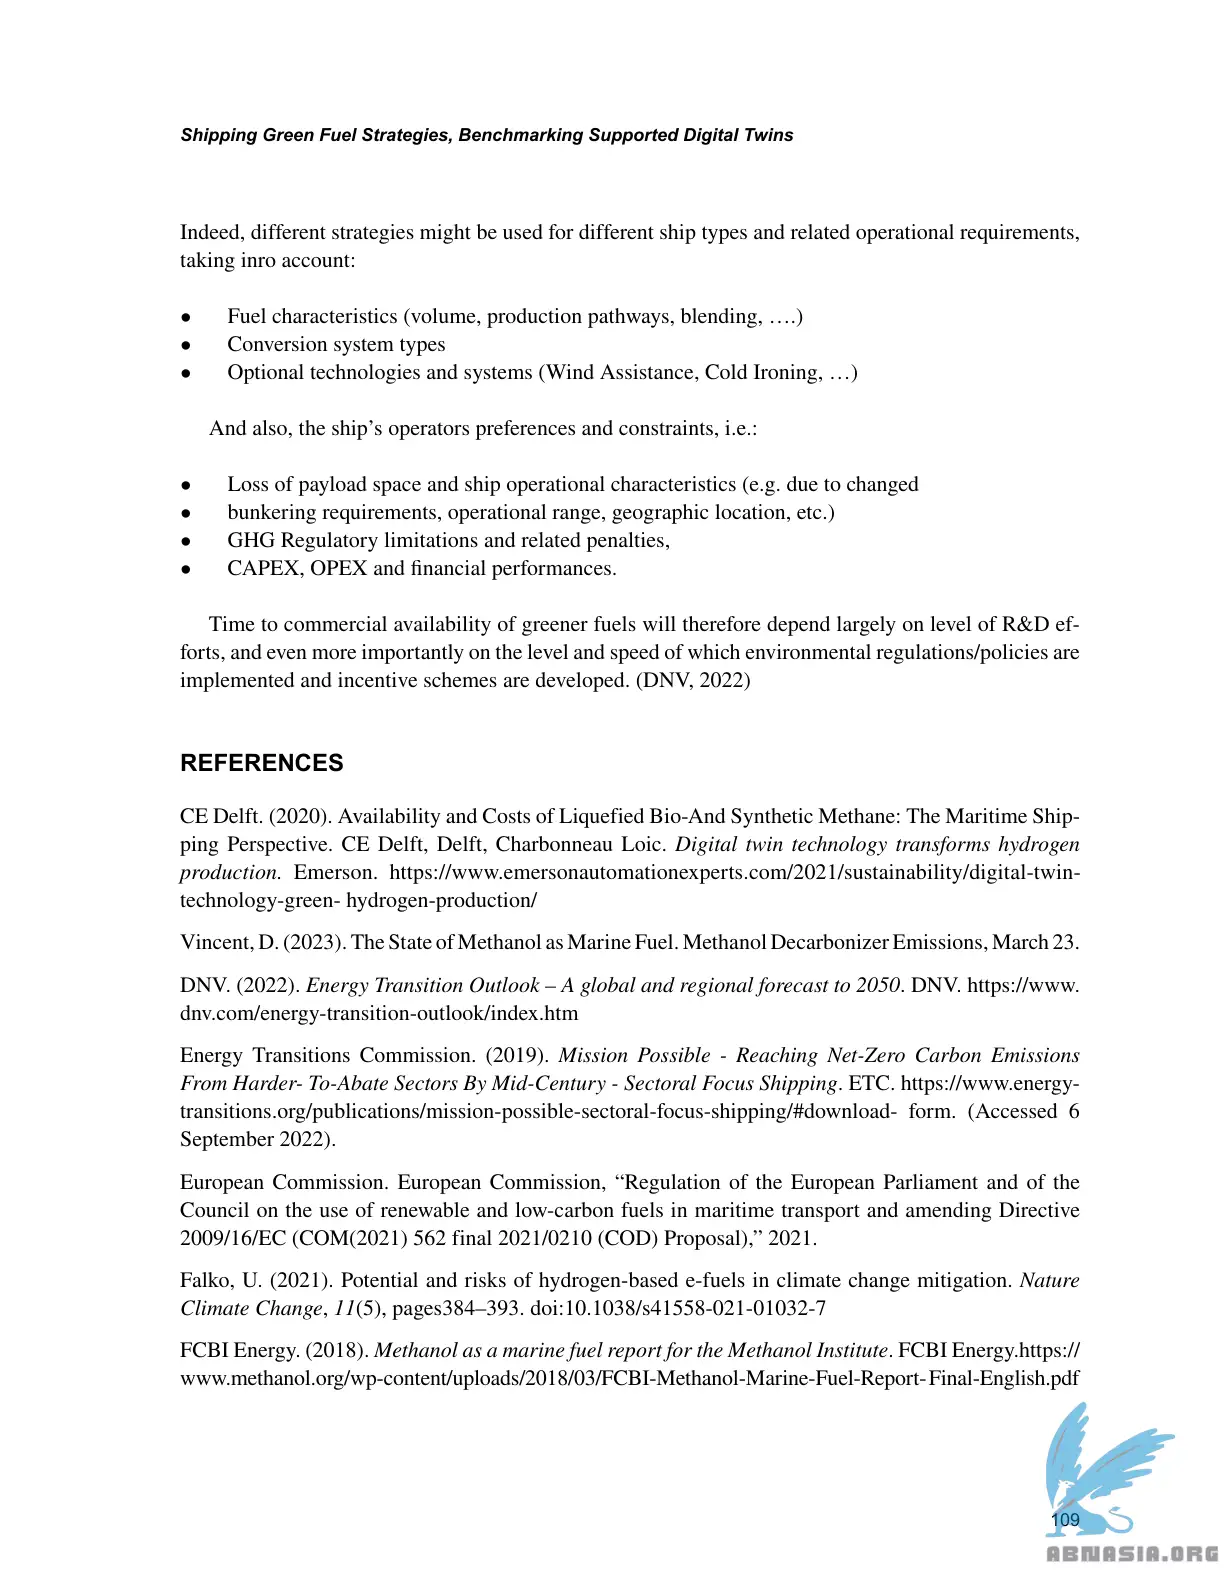 Shipping Green Fuel Strategies, Benchmarking Supported Digital Twins
Indeed, different strategies might be used for different ship types and related operational requirements,
taking inro account:
● Fuel characteristics (volume, production pathways, blending, ….)
● Conversion system types
● Optional technologies and systems (Wind Assistance, Cold Ironing, …)
And also, the ship’s operators preferences and constraints, i.e.:
● Loss of payload space and ship operational characteristics (e.g. due to changed
● bunkering requirements, operational range, geographic location, etc.)
● GHG Regulatory limitations and related penalties,
● CAPEX, OPEX and financial performances.
Time to commercial availability of greener fuels will therefore depend largely on level of R&D ef-
forts, and even more importantly on the level and speed of which environmental regulations/policies are
implemented and incentive schemes are developed. (DNV, 2022)
REFERENCES
CE Delft. (2020). Availability and Costs of Liquefied Bio-And Synthetic Methane: The Maritime Ship-
ping Perspective. CE Delft, Delft, Charbonneau Loic. Digital twin technology transforms hydrogen
production. Emerson. https://www.emersonautomationexperts.com/2021/sustainability/digital-twin-
technology-green- hydrogen-production/
Vincent, D. (2023). The State of Methanol as Marine Fuel. Methanol Decarbonizer Emissions, March 23.
DNV. (2022). Energy Transition Outlook – A global and regional forecast to 2050. DNV. https://www.
dnv.com/energy-transition-outlook/index.htm
Energy Transitions Commission. (2019). Mission Possible - Reaching Net-Zero Carbon Emissions
From Harder- To-Abate Sectors By Mid-Century - Sectoral Focus Shipping. ETC. https://www.energy-
transitions.org/publications/mission-possible-sectoral-focus-shipping/#download- form. (Accessed 6
September 2022).
European Commission. European Commission, “Regulation of the European Parliament and of the
Council on the use of renewable and low-carbon fuels in maritime transport and amending Directive
2009/16/EC (COM(2021) 562 final 2021/0210 (COD) Proposal),” 2021.
Falko, U. (2021). Potential and risks of hydrogen-based e-fuels in climate change mitigation. Nature
Climate Change, 11(5), pages384–393. doi:10.1038/s41558-021-01032-7
FCBI Energy. (2018). Methanol as a marine fuel report for the Methanol Institute. FCBI Energy.https://
www.methanol.org/wp-content/uploads/2018/03/FCBI-Methanol-Marine-Fuel-Report- Final-English.pdf
109
ABNASIA.ORG